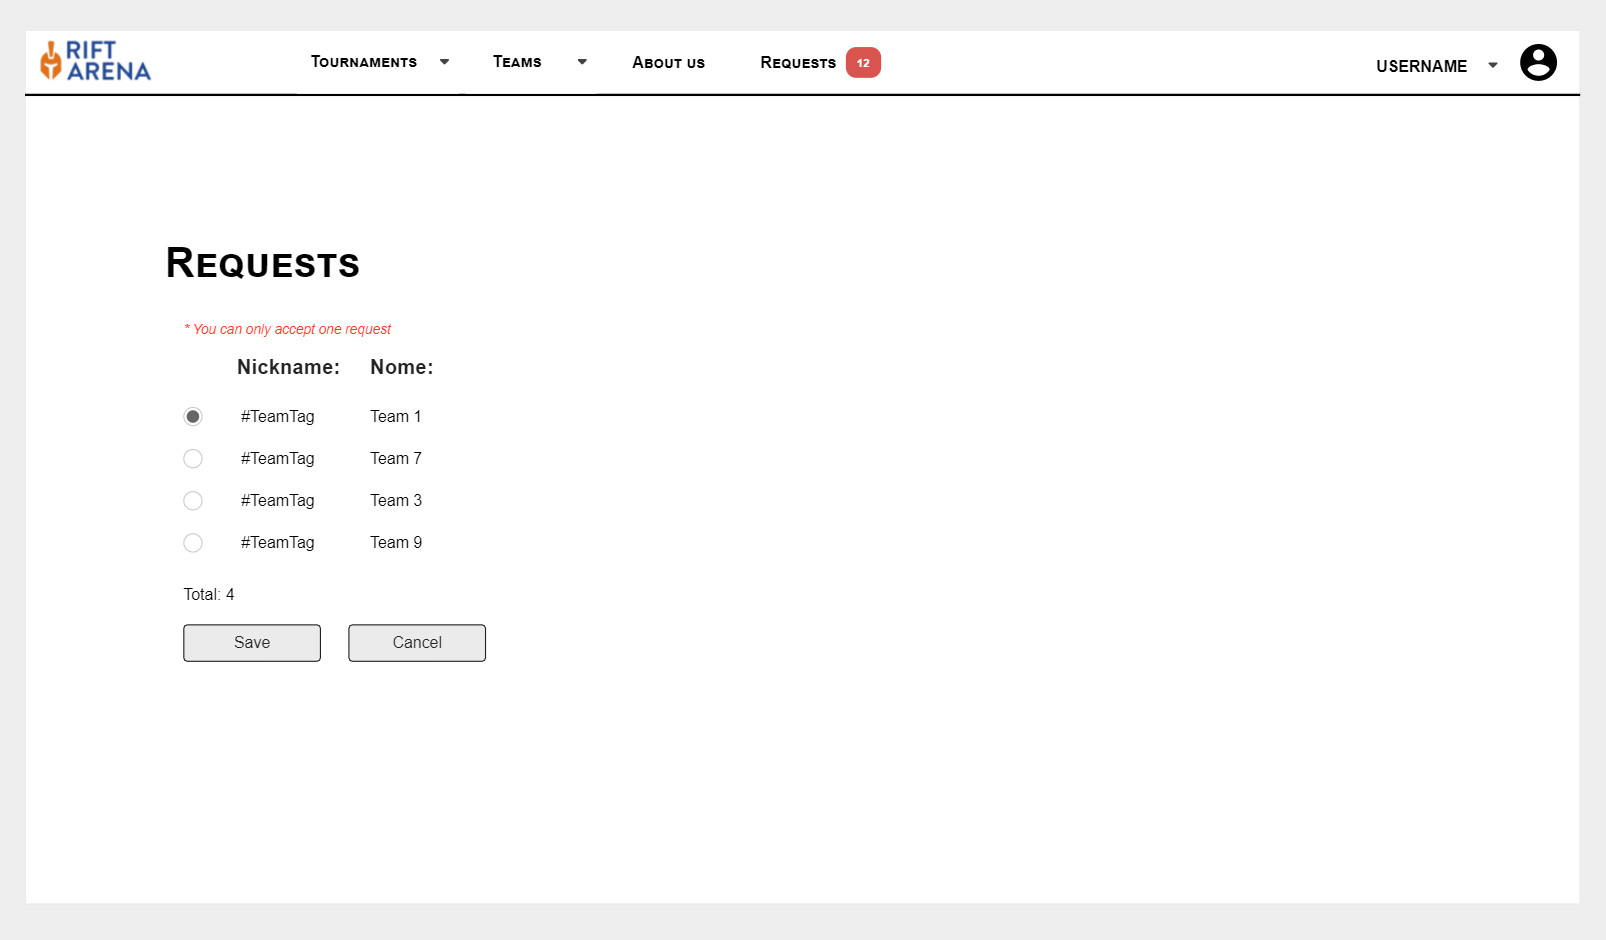 RIFT
ARENA
Tournaments
Teams
About us
Requests 12
USERNAME
Requests
* You can only accept one request
Nickname: Nome:
#TeamTag Team 1
#TeamTag Team 7
#TeamTag Team 3
#TeamTag Team 9
Total: 4
Save Cancel